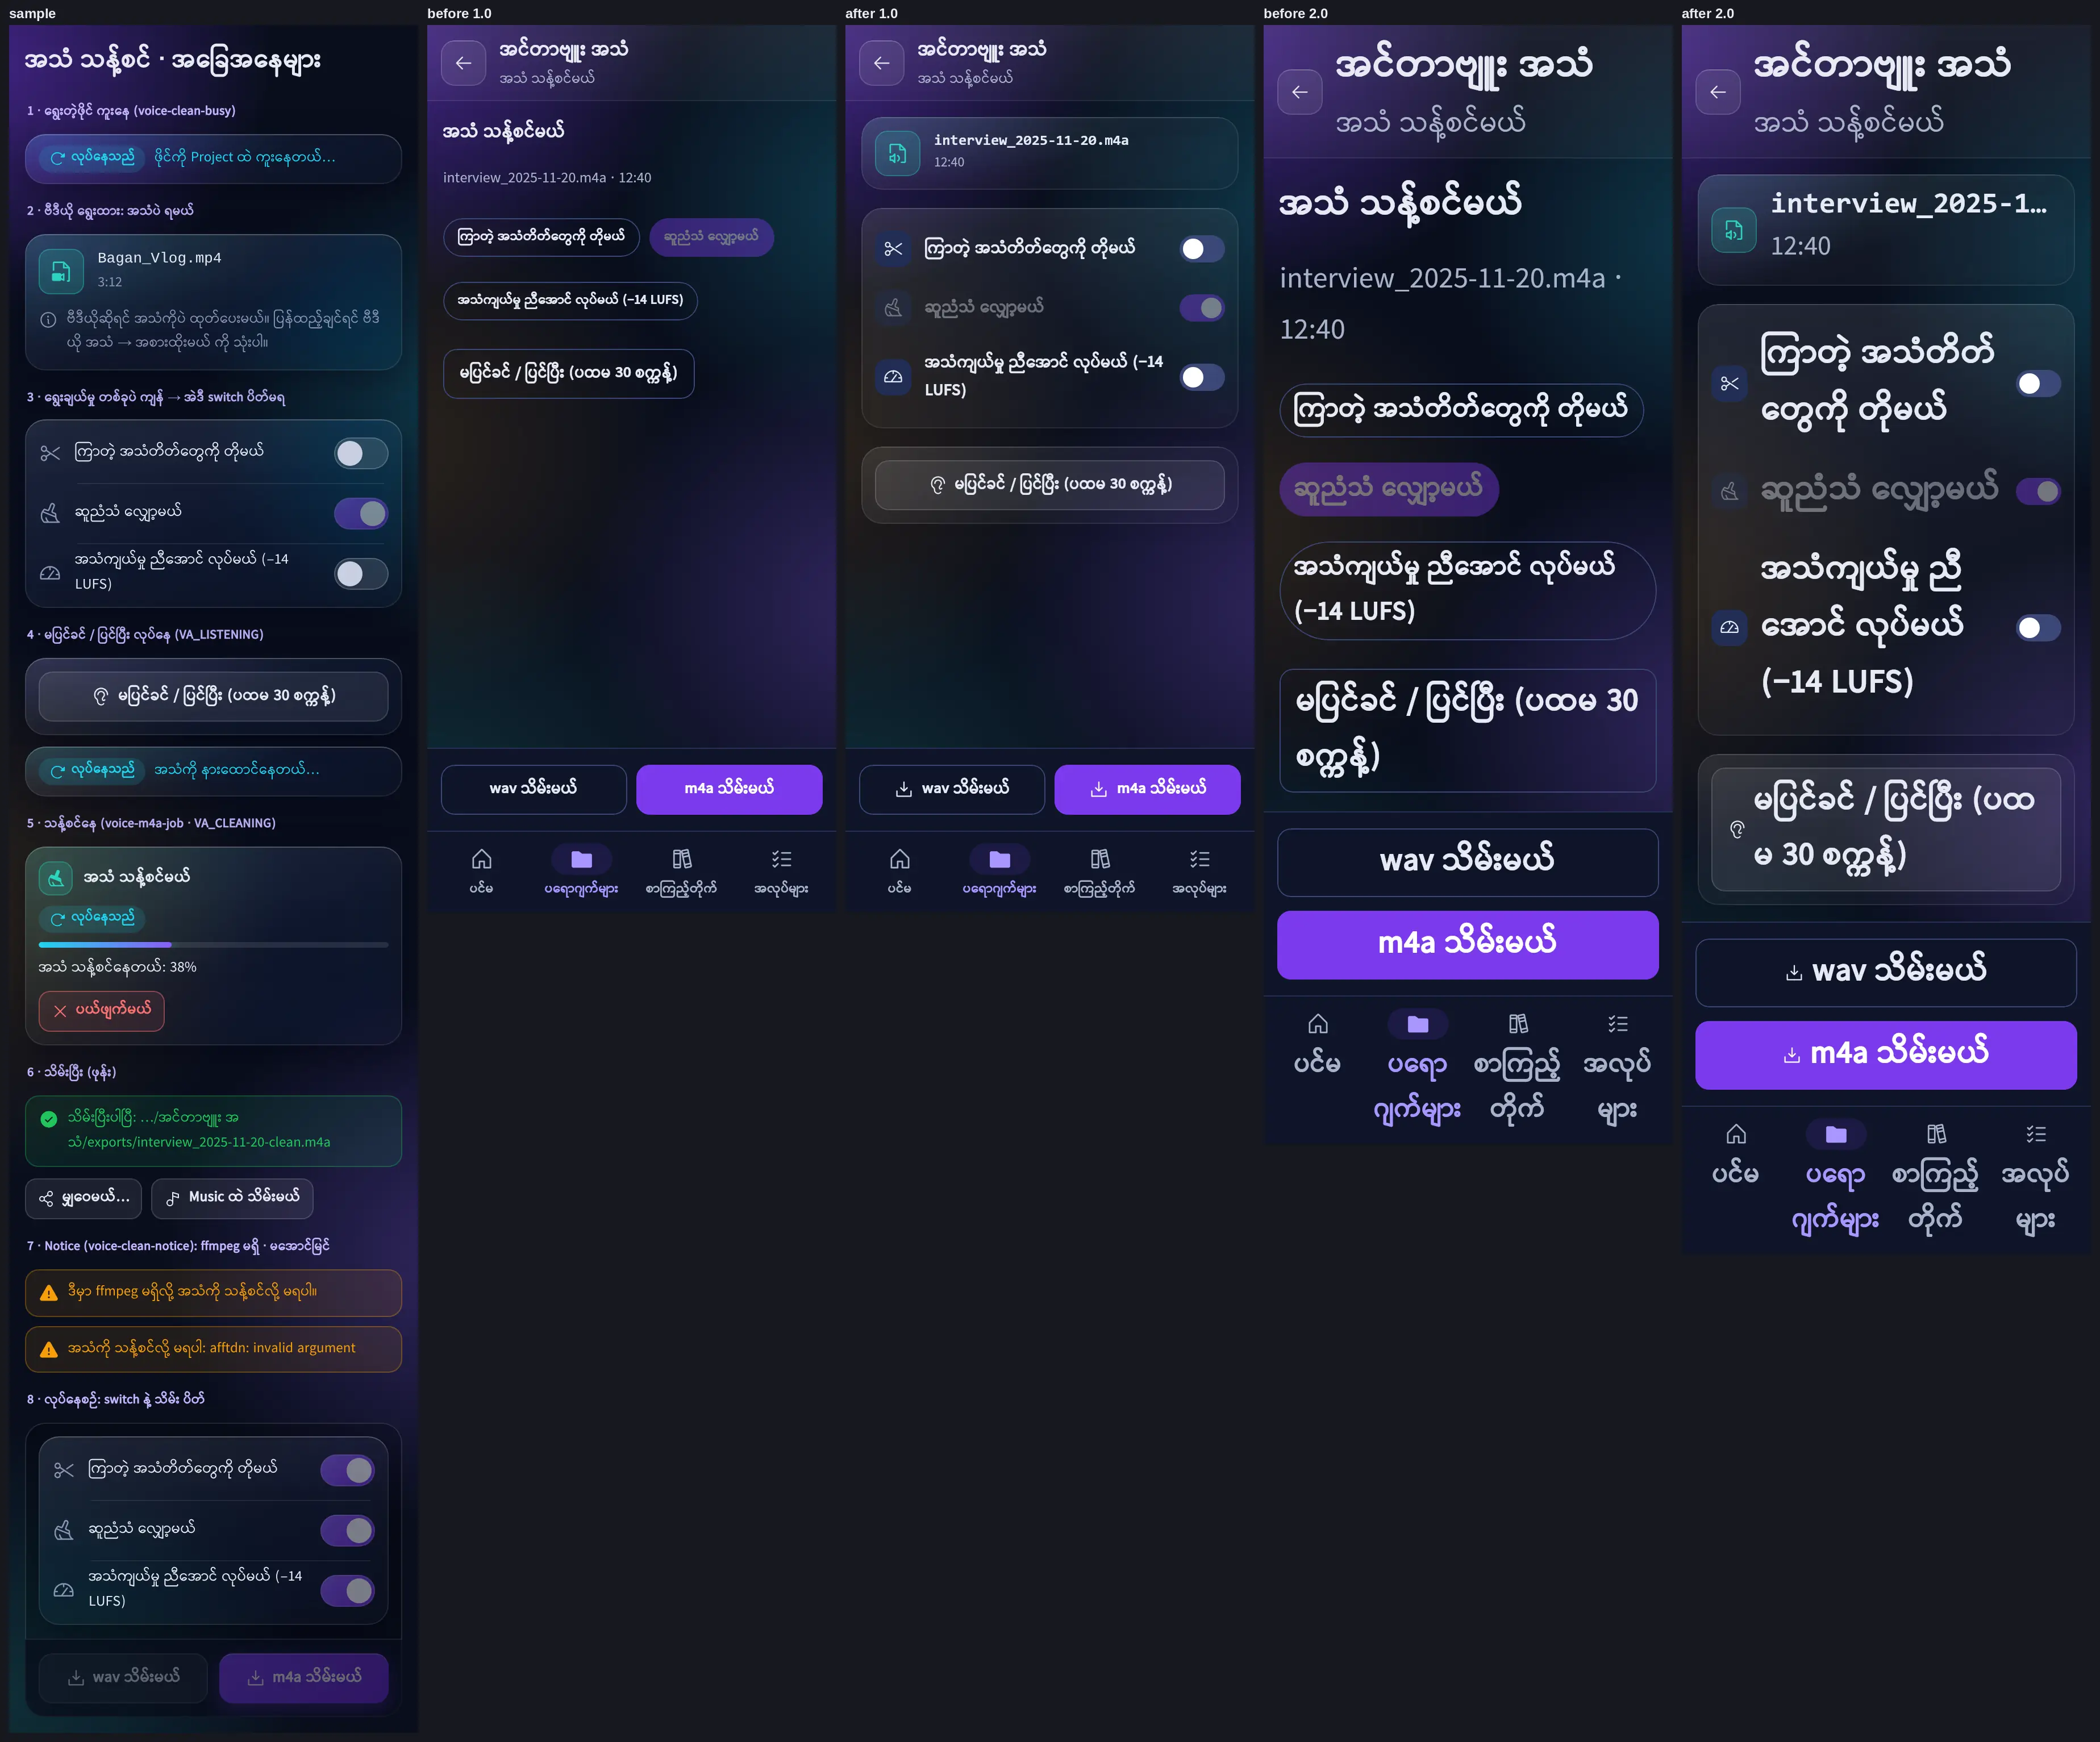 sample
အသံ သန့်စင် · အခြေအနေများ
1 · ရွေးတဲ့ဖိုင် ကူးနေ (voice-clean-busy)
လုပ်နေသည် ဖိုင်ကို Project ထဲ ကူးနေတယ်…
2 · ဗီဒီယို ရွေးထား: အသံပဲ ရမယ်
Bagan_Vlog.mp4
3:12
ဗီဒီယိုဆိုရင် အသံကိုပဲ ထုတ်ပေးမယ်။ ပြန်ထည့်ချင်ရင် ဗီဒီ
ယို အသံ → အစားထိုးမယ် ကို သုံးပါ။
3 · ရွေးချယ်မှု တစ်ခုပဲ ကျန် → အဲဒီ switch ပိတ်မရ
ကြာတဲ့ အသံတိတ်တွေကို တိုမယ်
ဆူညံသံ လျှော့မယ်
အသံကျယ်မှု ညီအောင် လုပ်မယ် (−14
LUFS)
4 · မပြင်ခင် / ပြင်ပြီး လုပ်နေ (VA_LISTENING)
မပြင်ခင် / ပြင်ပြီး (ပထမ 30 စက္ကန့်)
လုပ်နေသည် အသံကို နားထောင်နေတယ်…
5 · သန့်စင်နေ (voice-m4a-job · VA_CLEANING)
အသံ သန့်စင်မယ်
လုပ်နေသည်
အသံ သန့်စင်နေတယ်: 38%
ပယ်ဖျက်မယ်
6 · သိမ်းပြီး (ဖုန်း)
သိမ်းပြီးပါပြီ: …/အင်တာဗျူး အ
သံ/exports/interview_2025-11-20-clean.m4a
မျှဝေမယ်… Music ထဲ သိမ်းမယ်
7 · Notice (voice-clean-notice): ffmpeg မရှိ · မအောင်မြင်
ဒီမှာ ffmpeg မရှိလို့ အသံကို သန့်စင်လို့ မရပါ။
အသံကို သန့်စင်လို့ မရပါ: afftdn: invalid argument
8 · လုပ်နေစဉ်: switch နဲ့ သိမ်း ပိတ်
ကြာတဲ့ အသံတိတ်တွေကို တိုမယ်
ဆူညံသံ လျှော့မယ်
အသံကျယ်မှု ညီအောင် လုပ်မယ် (−14
LUFS)
wav သိမ်းမယ် m4a သိမ်းမယ်
before 1.0
အင်တာဗျူး အသံ
အသံ သန့်စင်မယ်
အသံ သန့်စင်မယ်
interview_2025-11-20.m4a · 12:40
ကြာတဲ့ အသံတိတ်တွေကို တိုမယ် ဆူညံသံ လျှော့မယ်
အသံကျယ်မှု ညီအောင် လုပ်မယ် (−14 LUFS)
မပြင်ခင် / ပြင်ပြီး (ပထမ 30 စက္ကန့်)
wav သိမ်းမယ် m4a သိမ်းမယ်
ပင်မ ပရောဂျက်များ စာကြည့်တိုက် အလုပ်များ
after 1.0
အင်တာဗျူး အသံ
အသံ သန့်စင်မယ်
interview_2025-11-20.m4a
12:40
ကြာတဲ့ အသံတိတ်တွေကို တိုမယ်
ဆူညံသံ လျှော့မယ်
အသံကျယ်မှု ညီအောင် လုပ်မယ် (−14
LUFS)
မပြင်ခင် / ပြင်ပြီး (ပထမ 30 စက္ကန့်)
wav သိမ်းမယ် m4a သိမ်းမယ်
ပင်မ ပရောဂျက်များ စာကြည့်တိုက် အလုပ်များ
before 2.0
အင်တာဗျူး အသံ
အသံ သန့်စင်မယ်
အသံ သန့်စင်မယ်
interview_2025-11-20.m4a ·
12:40
ကြာတဲ့ အသံတိတ်တွေကို တိုမယ်
ဆူညံသံ လျှော့မယ်
အသံကျယ်မှု ညီအောင် လုပ်မယ်
(−14 LUFS)
မပြင်ခင် / ပြင်ပြီး (ပထမ 30
စက္ကန့်)
wav သိမ်းမယ်
m4a သိမ်းမယ်
ပင်မ ပရော စာကြည့် အလုပ်
ဂျက်များ တိုက် များ
after 2.0
အင်တာဗျူး အသံ
အသံ သန့်စင်မယ်
interview_2025-1…
12:40
ကြာတဲ့ အသံတိတ်
တွေကို တိုမယ်
ဆူညံသံ လျှော့မယ်
အသံကျယ်မှု ညီ
အောင် လုပ်မယ်
(−14 LUFS)
မပြင်ခင် / ပြင်ပြီး (ပထ
မ 30 စက္ကန့်)
wav သိမ်းမယ်
m4a သိမ်းမယ်
ပင်မ ပရော စာကြည့် အလုပ်
ဂျက်များ တိုက် များ